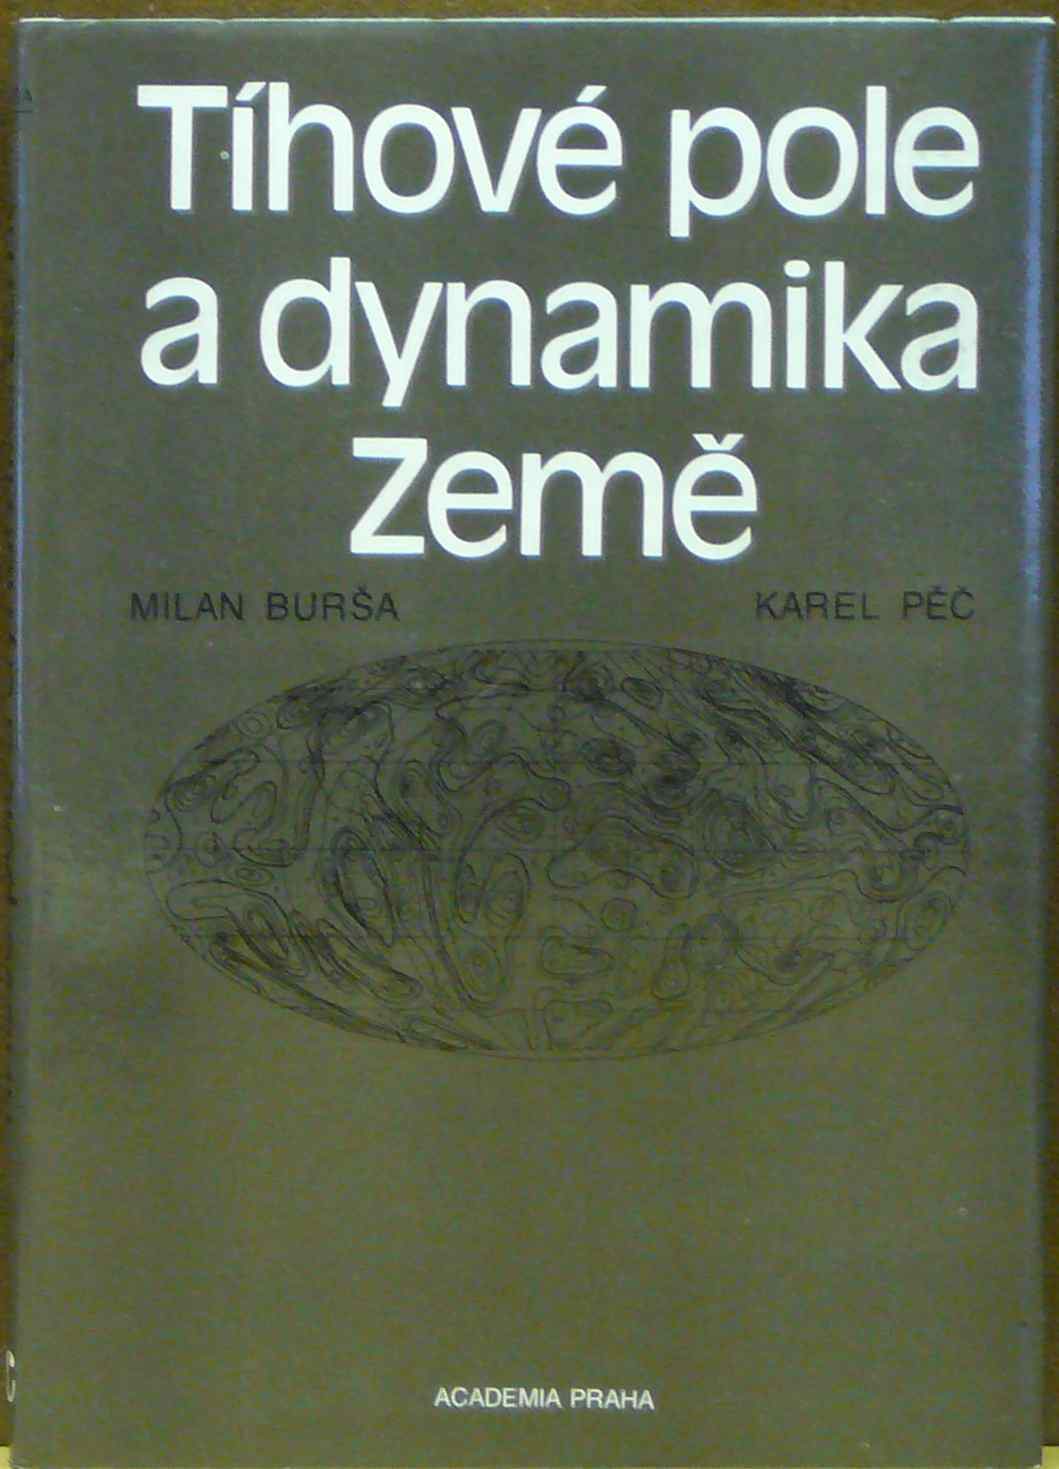 Tíhové pole
a dynamika
Země
MILAN BURŠA KAREL PĚČ
ACADEMIA PRAHA